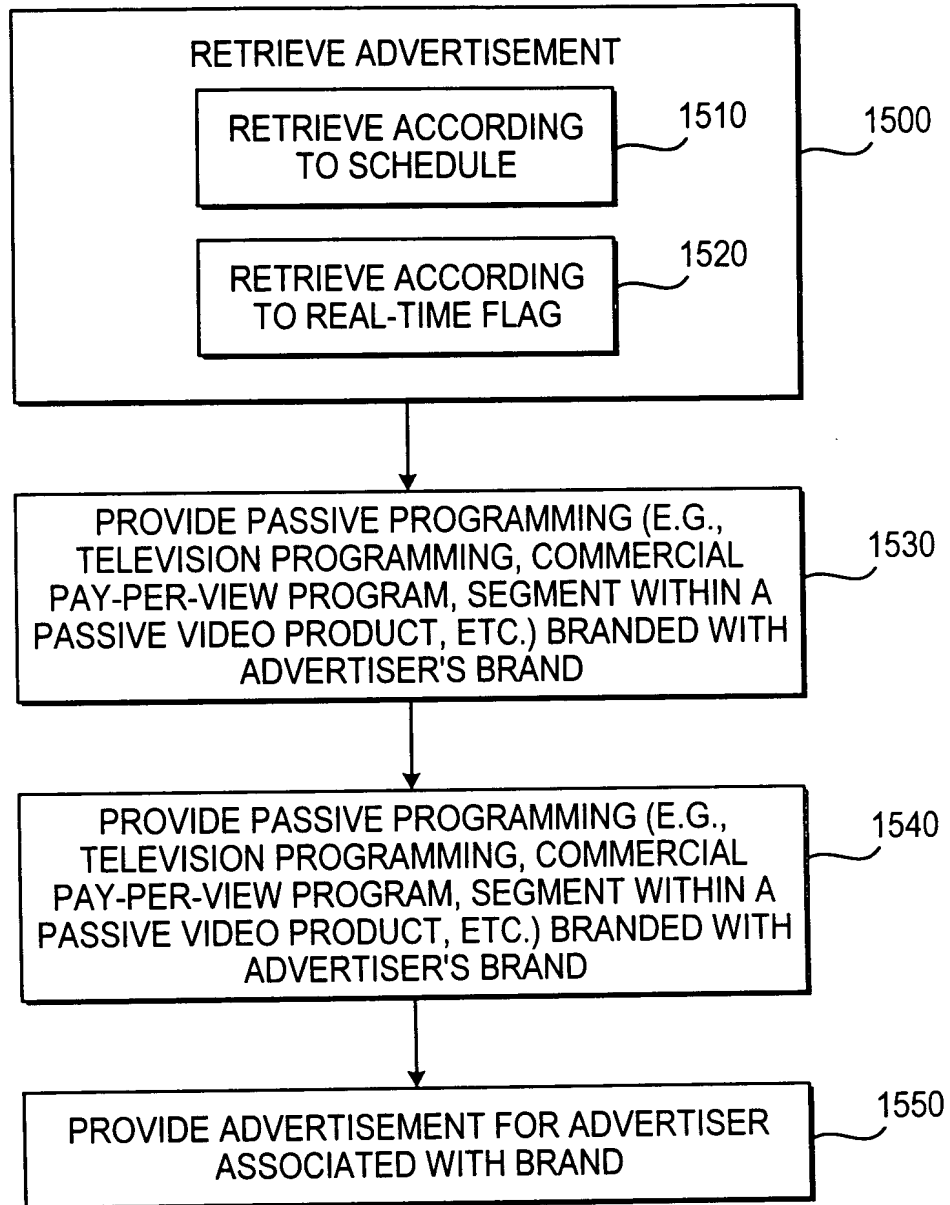 RETRIEVE ADVERTISEMENT
RETRIEVE ACCORDING
TO SCHEDULE
1510
1500
RETRIEVE ACCORDING
TO REAL-TIME FLAG
1520
PROVIDE PASSIVE PROGRAMMING (E.G.,
TELEVISION PROGRAMMING, COMMERCIAL
PAY-PER-VIEW PROGRAM, SEGMENT WITHIN A
PASSIVE VIDEO PRODUCT, ETC.) BRANDED WITH
ADVERTISER'S BRAND
1530
PROVIDE PASSIVE PROGRAMMING (E.G.,
TELEVISION PROGRAMMING, COMMERCIAL
PAY-PER-VIEW PROGRAM, SEGMENT WITHIN A
PASSIVE VIDEO PRODUCT, ETC.) BRANDED WITH
ADVERTISER'S BRAND
1540
PROVIDE ADVERTISEMENT FOR ADVERTISER
ASSOCIATED WITH BRAND
1550